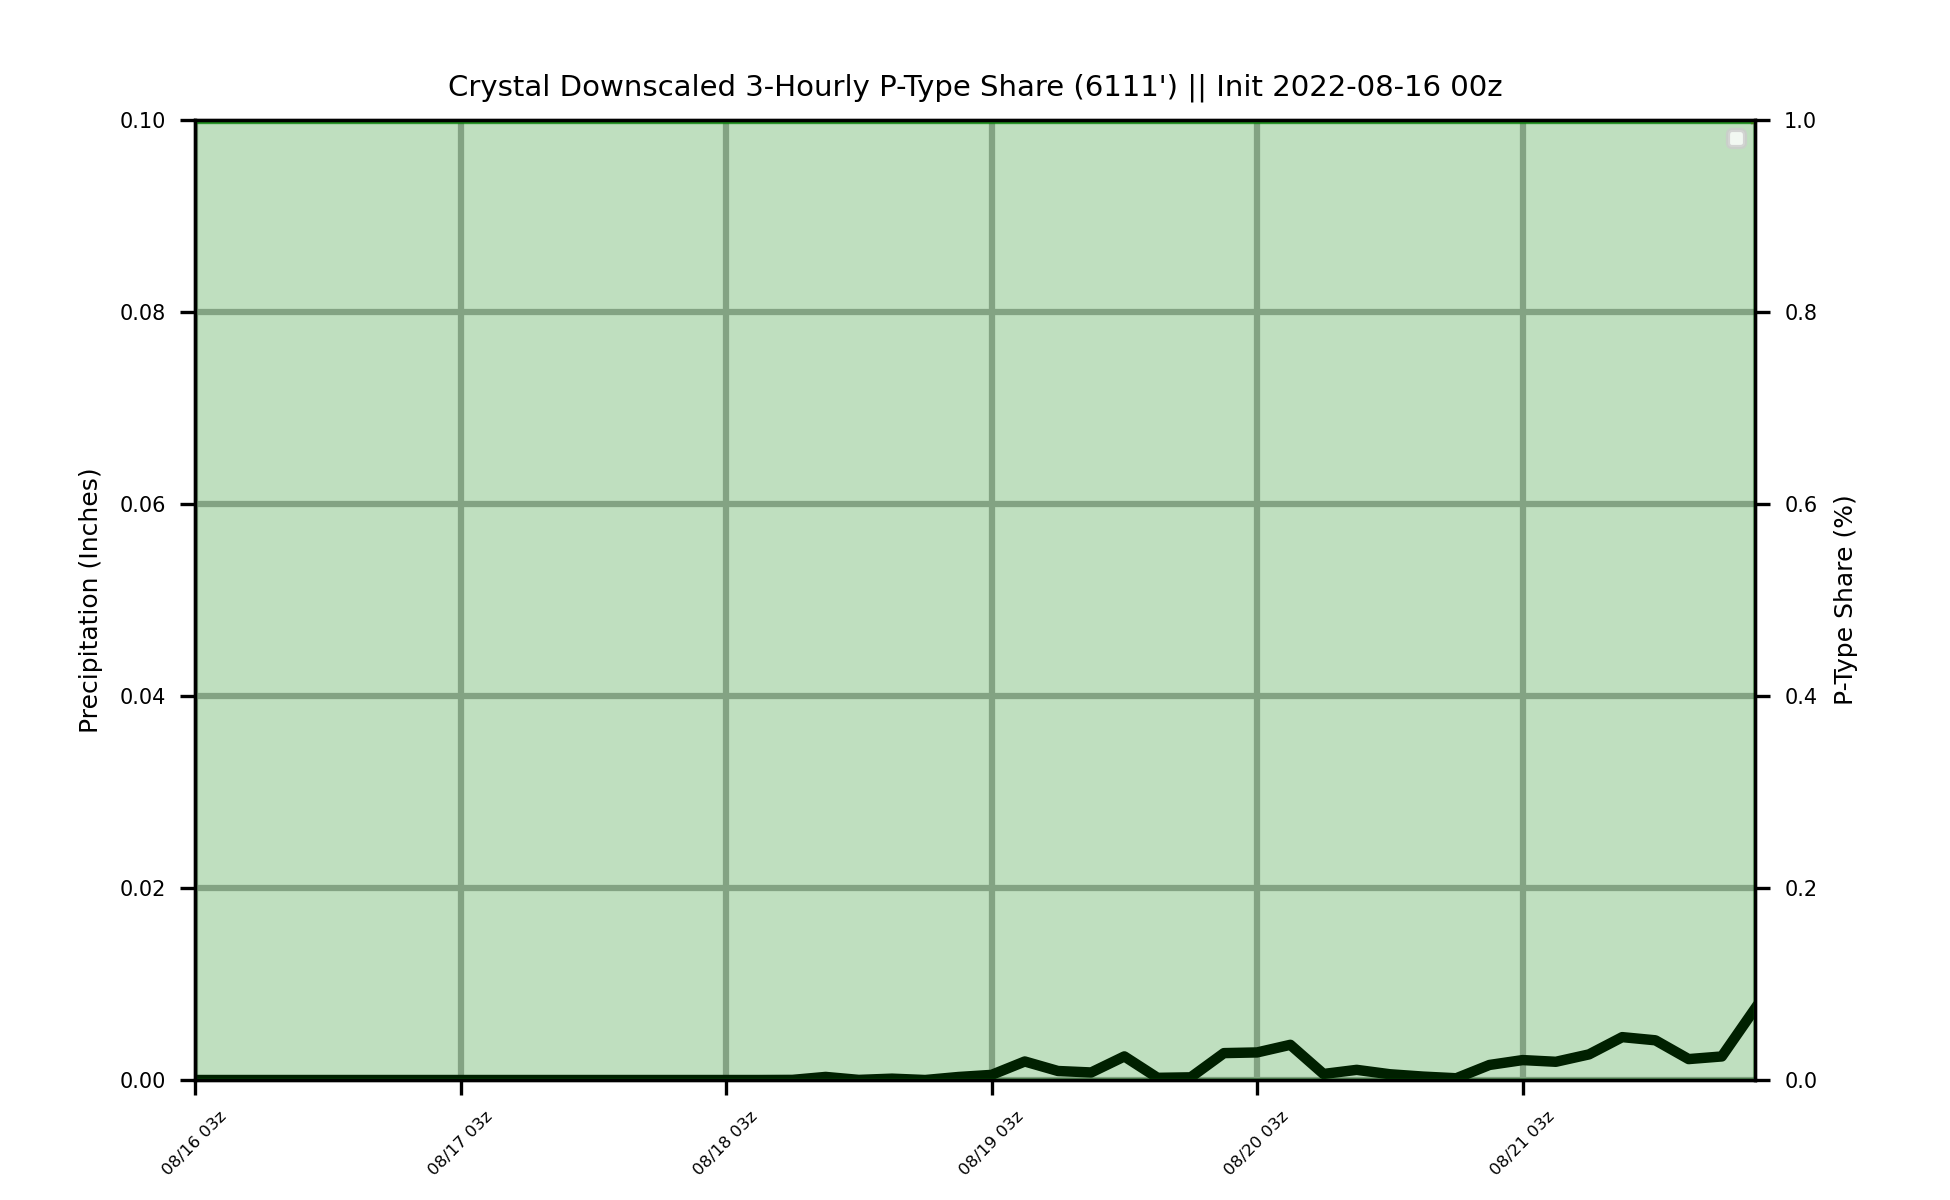 Crystal Downscaled 3-Hourly P-Type Share (6111') || Init 2022-08-16 00z
0.10
0.08
0.06
0.04
0.02
0.00
Precipitation (Inches)
1.0
0.8
0.6
0.4
0.2
0.0
P-Type Share (%)
08/16 03z
08/17 03z
08/18 03z
08/19 03z
08/20 03z
08/21 03z